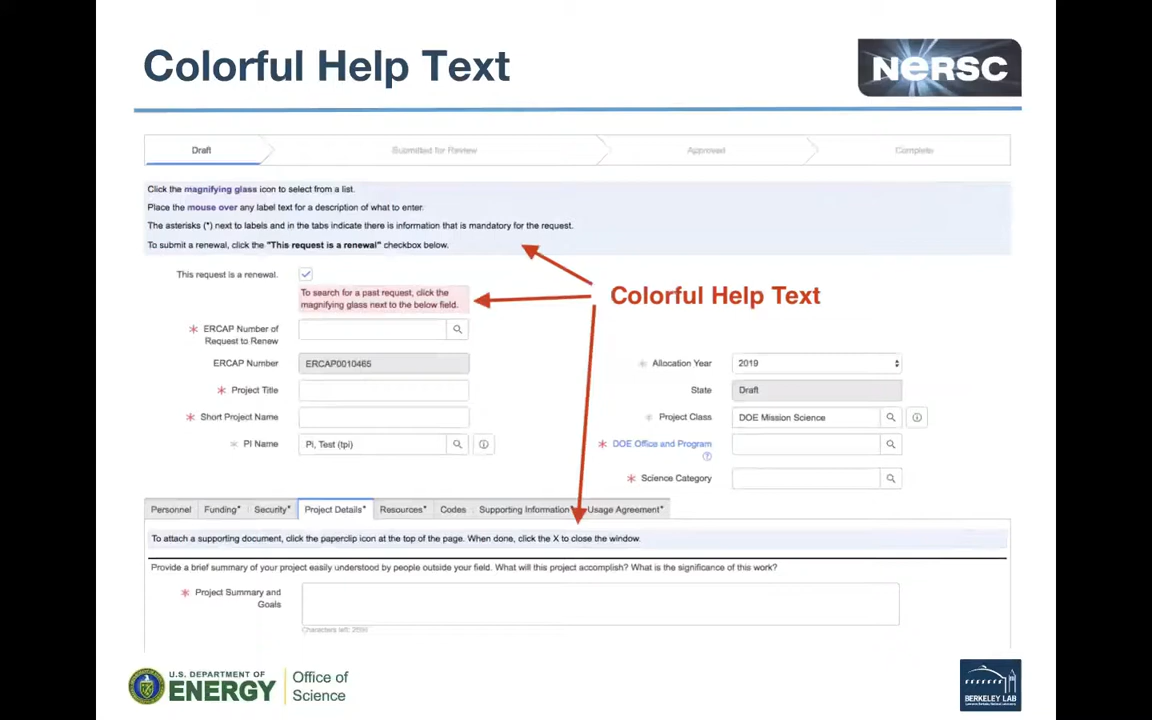 Colorful Help Text
NERSC
Draft
Submitted for Review
Approved
Complete
Click the magnifying glass icon to select from a list.
Place the mouse over any label text for a description of what to enter.
The asterisks (*) next to labels and in the tabs indicate there is information that is mandatory for the request.
To submit a renewal, click the "This request is a renewal" checkbox below.
This request is a renewal.
To search for a past request, click the
magnifying glass next to the below field.
Colorful Help Text
* ERCAP Number of
Request to Renew
ERCAP Number
ERCAP0010465
* Allocation Year
2019
* Project Title
State
Draft
* Short Project Name
* Project Class
DOE Mission Science
* PI Name
Pi, Test (tpi)
* DOE Office and Program
* Science Category
Personnel
Funding*
Security*
Project Details*
Resources*
Codes
Supporting Information*
Usage Agreement*
To attach a supporting document, click the paperclip icon at the top of the page. When done, click the X to close the window.
Provide a brief summary of your project easily understood by people outside your field. What will this project accomplish? What is the significance of this work?
* Project Summary and
Goals
Characters left:
U.S. DEPARTMENT OF
ENERGY
Office of
Science
BERKELEY LAB